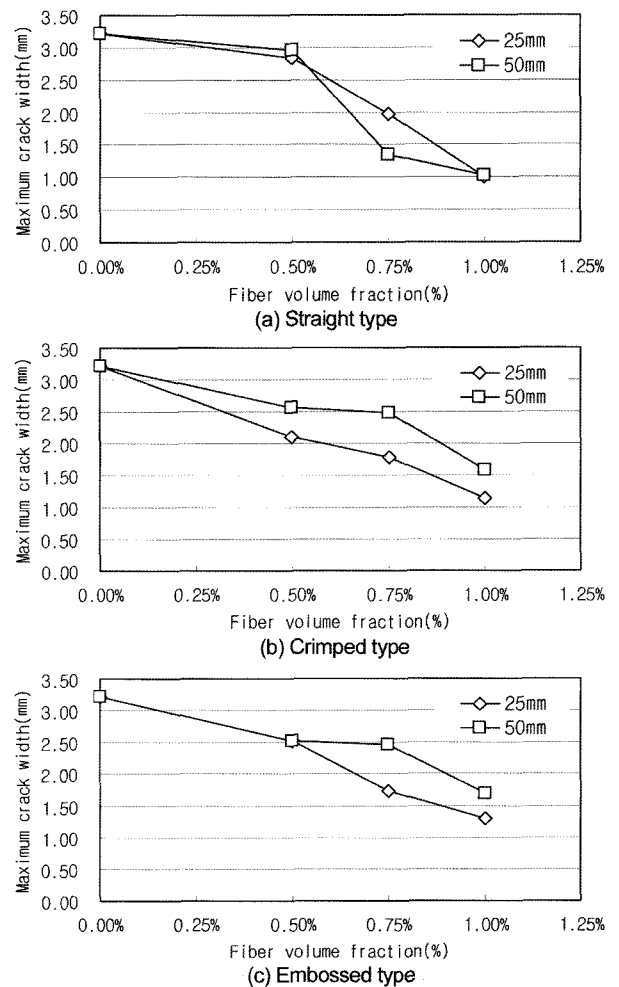 Maximum crack width(mm)
3.50
3.00
2.50
2.00
1.50
1.00
0.50
0.00
25mm
50mm
0.00% 0.25% 0.50% 0.75% 1.00% 1.25%
Fiber volume fraction(%)
(a) Straight type
Maximum crack width(mm)
3.50
3.00
2.50
2.00
1.50
1.00
0.50
0.00
25mm
50mm
0.00% 0.25% 0.50% 0.75% 1.00% 1.25%
Fiber volume fraction(%)
(b) Crimped type
Maximum crack width(mm)
3.50
3.00
2.50
2.00
1.50
1.00
0.50
0.00
25mm
50mm
0.00% 0.25% 0.50% 0.75% 1.00% 1.25%
Fiber volume fraction(%)
(c) Embossed type